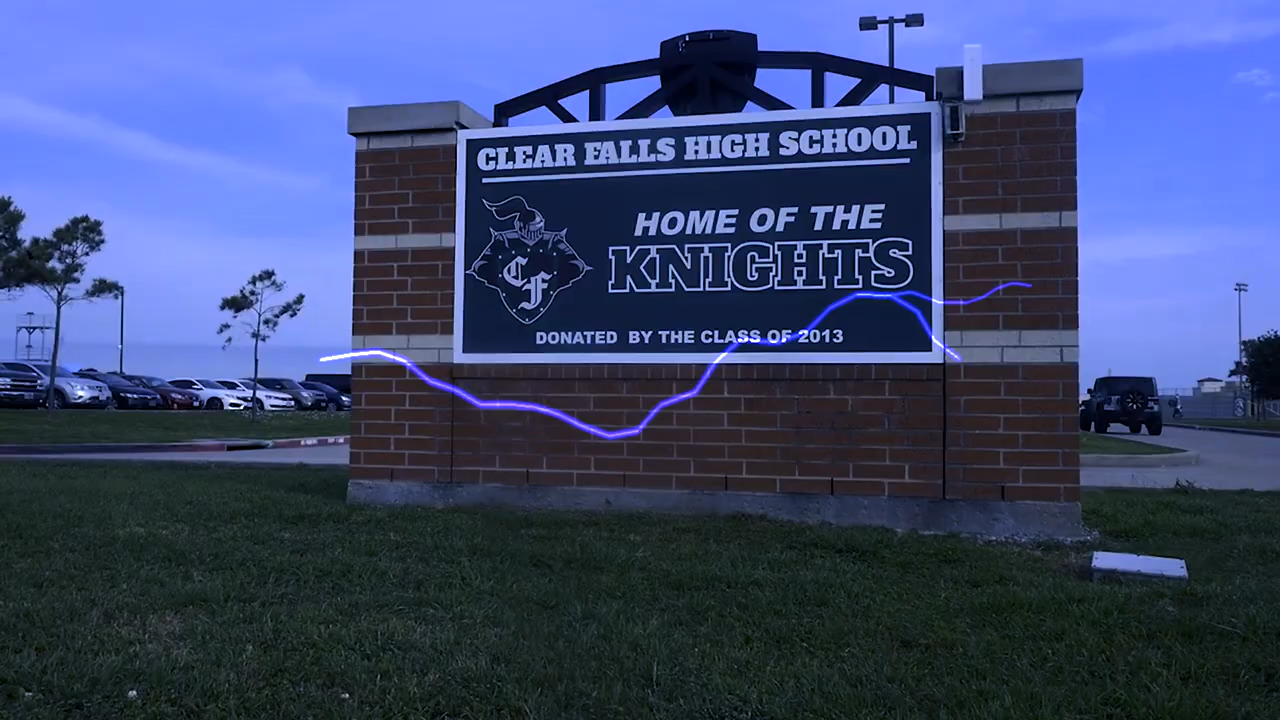 CLEAR FALLS HIGH SCHOOL
HOME OF THE
KNIGHTS
CF
DONATED BY THE CLASS OF 2013